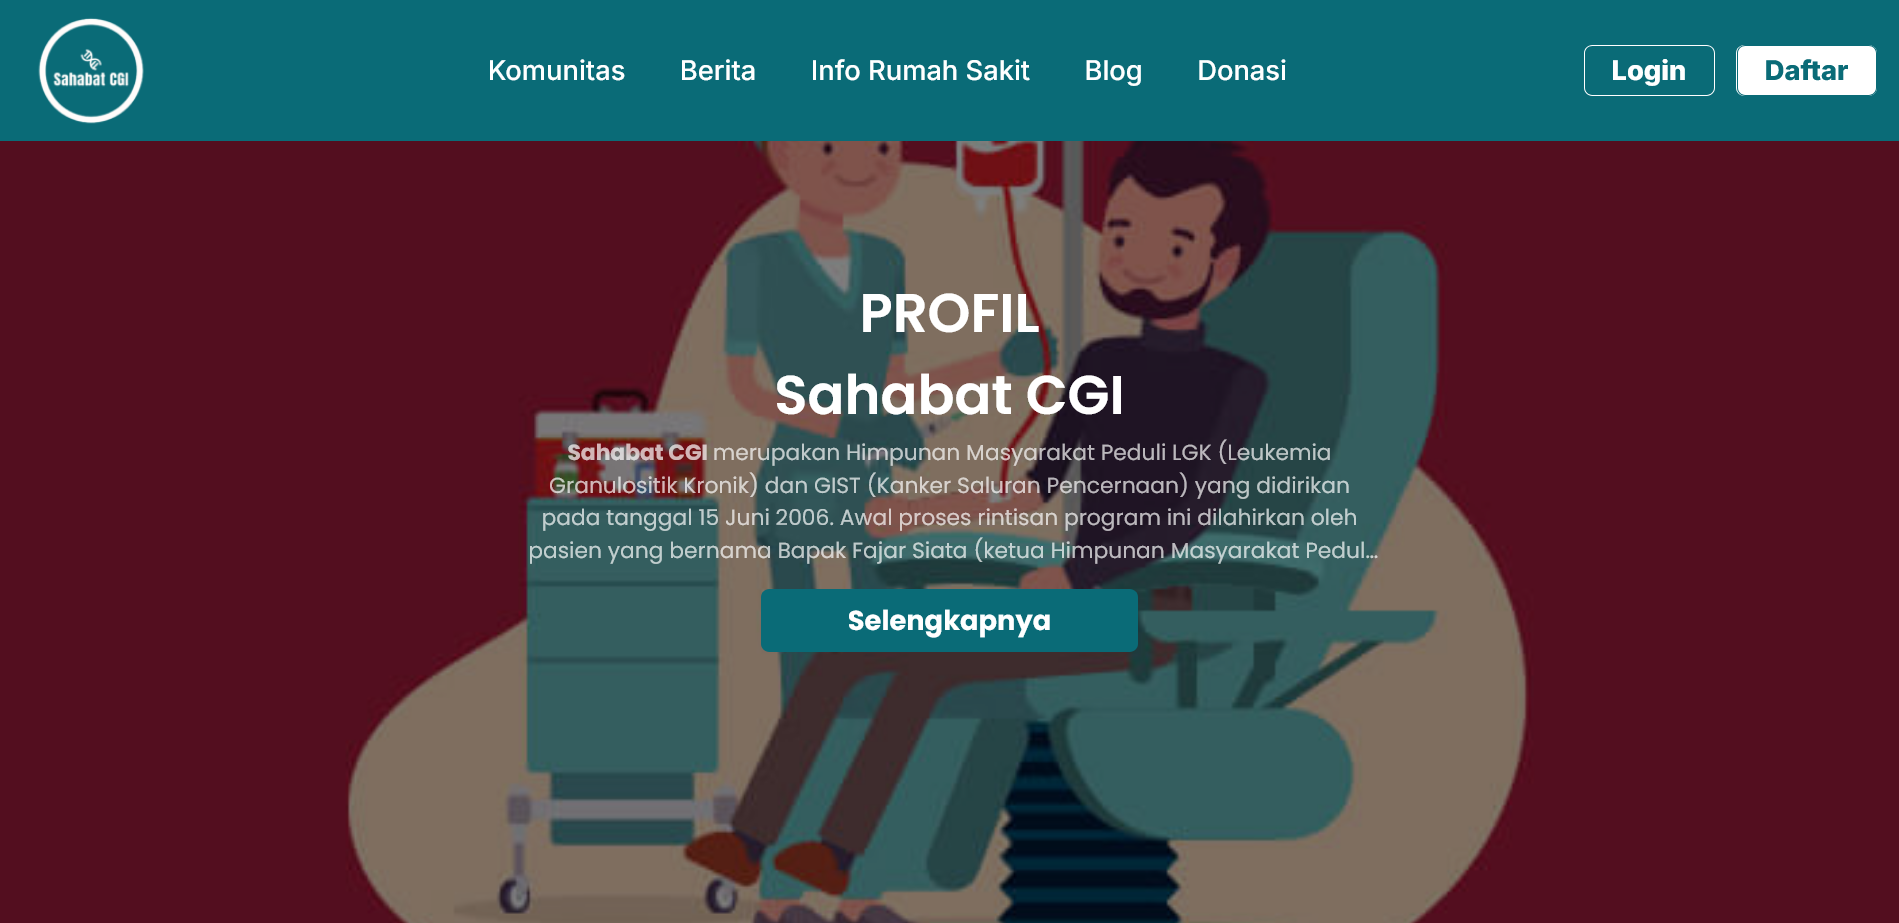 Sahabat CGI
Komunitas
Berita
Info Rumah Sakit
Blog
Donasi
Login
Daftar
PROFIL
Sahabat CGI
Sahabat CGI merupakan Himpunan Masyarakat Peduli LGK (Leukemia
Granulositik Kronik) dan GIST (Kanker Saluran Pencernaan) yang didirikan
pada tanggal 15 Juni 2006. Awal proses rintisan program ini dilahirkan oleh
pasien yang bernama Bapak Fajar Siata (ketua Himpunan Masyarakat Pedul...
Selengkapnya